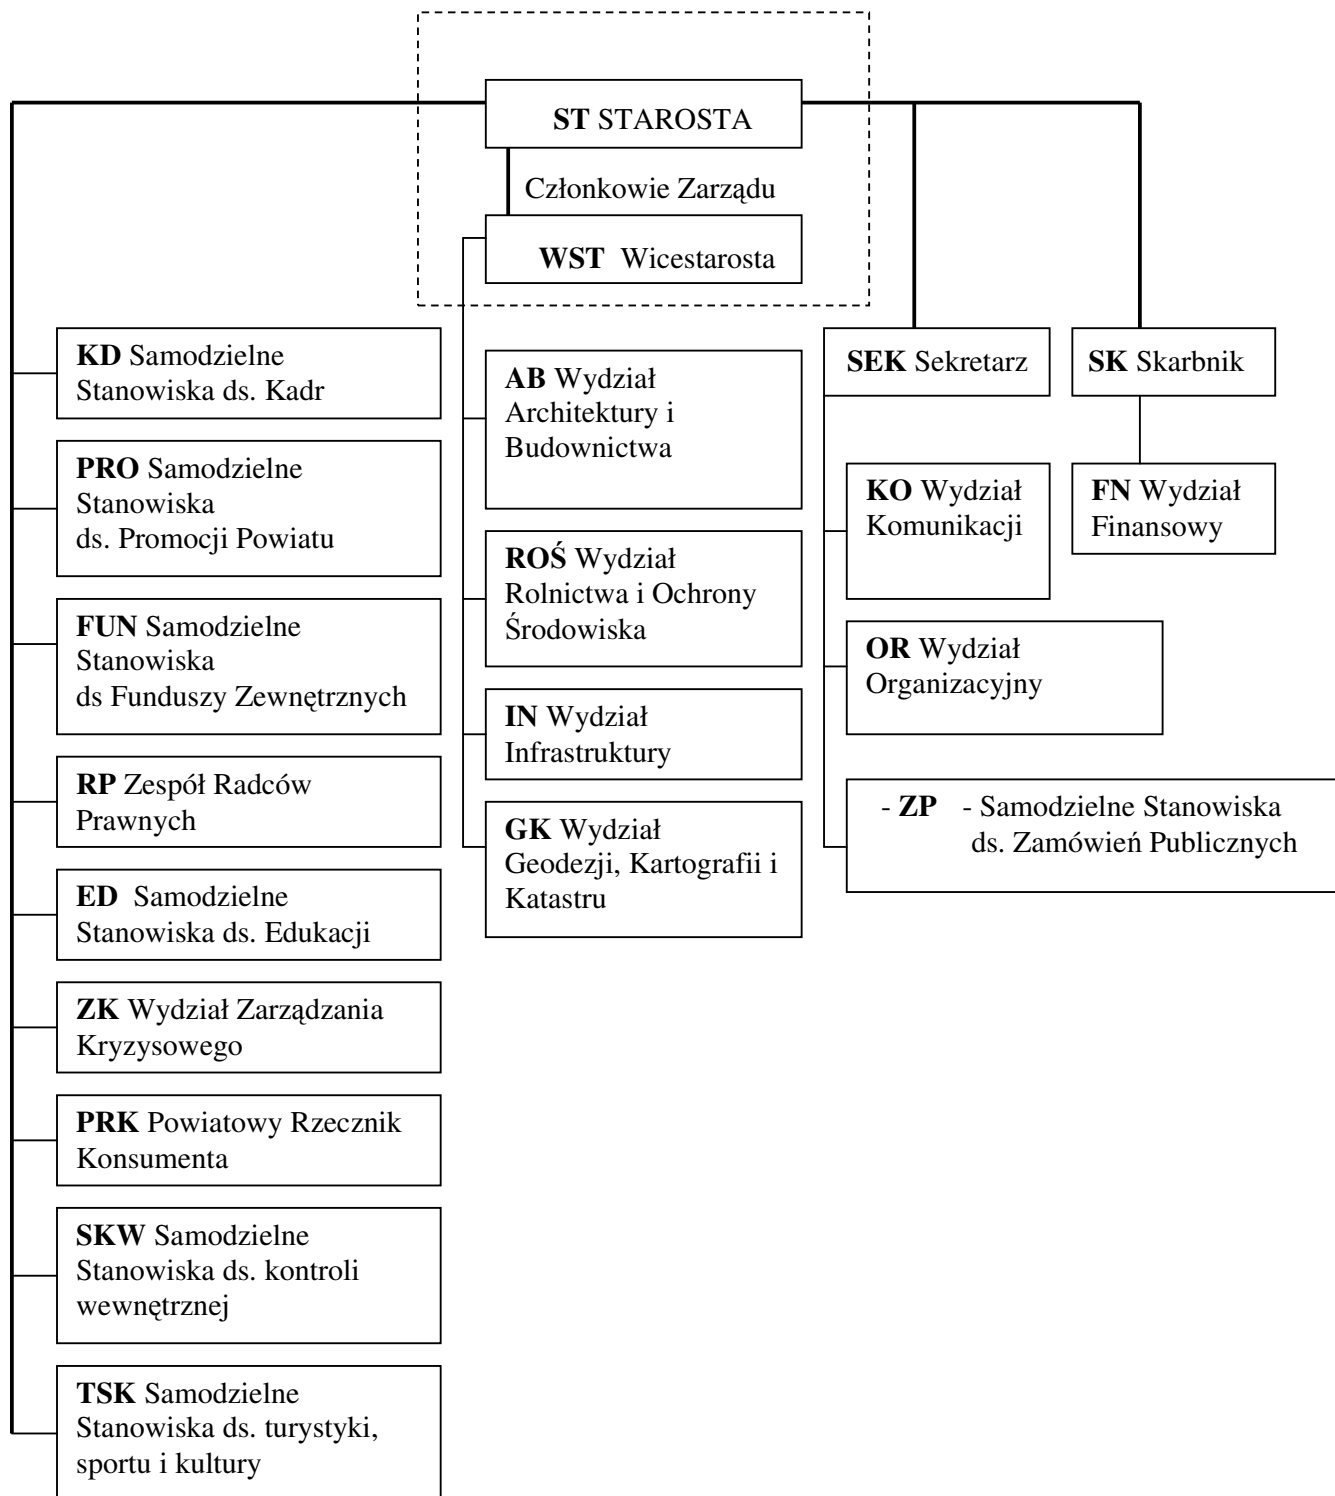 ST STAROSTA
Członkowie Zarządu
WST Wicestarosta
KD Samodzielne
Stanowiska ds. Kadr
PRO Samodzielne
Stanowiska
ds. Promocji Powiatu
FUN Samodzielne
Stanowiska
ds Funduszy Zewnętrznych
RP Zespół Radców
Prawnych
ED Samodzielne
Stanowiska ds. Edukacji
ZK Wydział Zarządzania
Kryzysowego
PRK Powiatowy Rzecznik
Konsumenta
SKW Samodzielne
Stanowiska ds. kontroli
wewnętrznej
TSK Samodzielne
Stanowiska ds. turystyki,
sportu i kultury
AB Wydział
Architektury i
Budownictwa
ROŚ Wydział
Rolnictwa i Ochrony
Środowiska
IN Wydział
Infrastruktury
GK Wydział
Geodezji, Kartografii i
Katastru
SEK Sekretarz
KO Wydział
Komunikacji
OR Wydział
Organizacyjny
- ZP - Samodzielne Stanowiska
ds. Zamówień Publicznych
SK Skarbnik
FN Wydział
Finansowy